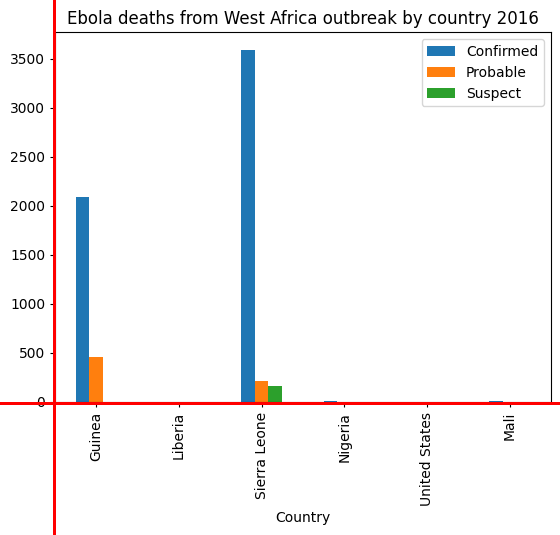 Ebola deaths from West Africa outbreak by country 2016
Confirmed
Probable
Suspect
3500
3000
2500
2000
1500
1000
500
0
Guinea
Liberia
Sierra Leone
Nigeria
United States
Mali
Country